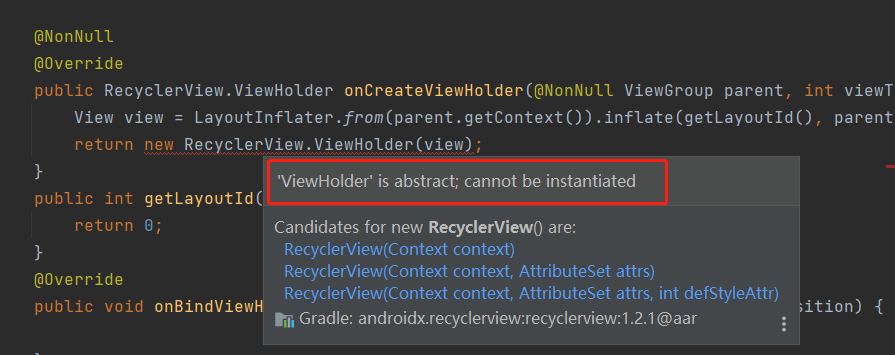 @NonNull
@Override
public RecyclerView.ViewHolder onCreateViewHolder(@NonNull ViewGroup parent, int viewT
View view = LayoutInflater.from(parent.getContext()).inflate(getLayoutId(), parent
return new RecyclerView.ViewHolder(view);
}
'ViewHolder' is abstract; cannot be instantiated
public int getLayoutId(
return 0;
}
@Override
public void onBindViewH
sition) {
Candidates for new RecyclerView() are:
RecyclerView(Context context)
RecyclerView(Context context, AttributeSet attrs)
RecyclerView(Context context, AttributeSet attrs, int defStyleAttr)
Gradle: androidx.recyclerview:recyclerview:1.2.1@aar